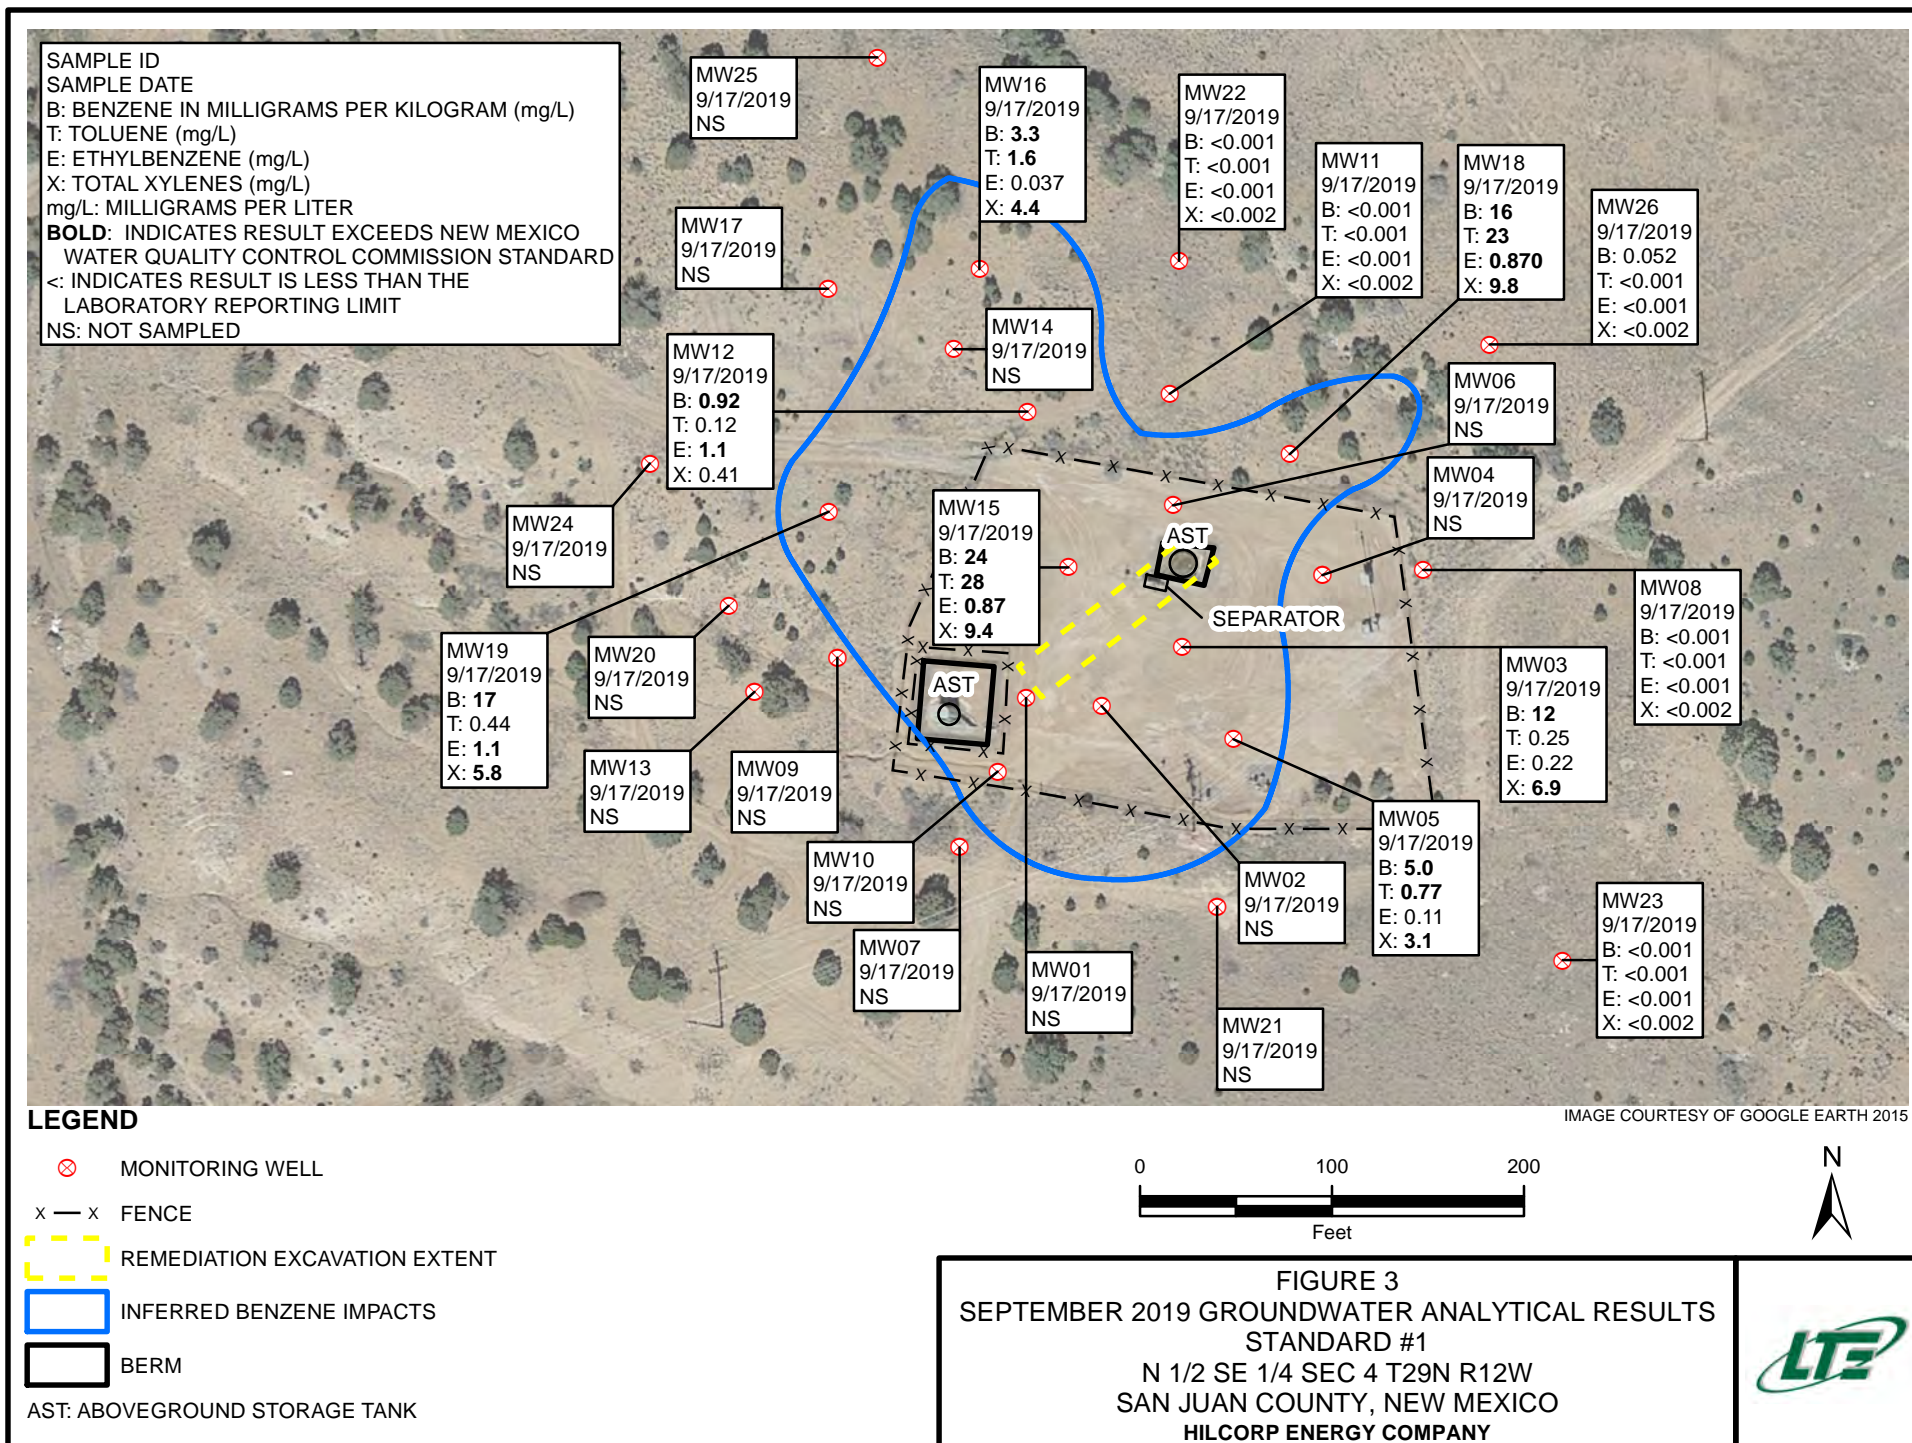 SAMPLE ID
SAMPLE DATE
B: BENZENE IN MILLIGRAMS PER KILOGRAM (mg/L)
T: TOLUENE (mg/L)
E: ETHYLBENZENE (mg/L)
X: TOTAL XYLENES (mg/L)
mg/L: MILLIGRAMS PER LITER
BOLD: INDICATES RESULT EXCEEDS NEW MEXICO
WATER QUALITY CONTROL COMMISSION STANDARD
<: INDICATES RESULT IS LESS THAN THE
LABORATORY REPORTING LIMIT
NS: NOT SAMPLED
MW25
9/17/2019
NS
MW16
9/17/2019
B: 3.3
T: 1.6
E: 0.037
X: 4.4
MW22
9/17/2019
B: <0.001
T: <0.001
E: <0.001
X: <0.002
MW11
9/17/2019
B: <0.001
T: <0.001
E: <0.001
X: <0.002
MW18
9/17/2019
B: 16
T: 23
E: 0.870
X: 9.8
MW26
9/17/2019
B: 0.052
T: <0.001
E: <0.001
X: <0.002
MW17
9/17/2019
NS
MW14
9/17/2019
NS
MW12
9/17/2019
B: 0.92
T: 0.12
E: 1.1
X: 0.41
MW06
9/17/2019
NS
MW04
9/17/2019
NS
MW24
9/17/2019
NS
MW15
9/17/2019
B: 24
T: 28
E: 0.87
X: 9.4
AST
SEPARATOR
MW08
9/17/2019
B: <0.001
T: <0.001
E: <0.001
X: <0.002
MW19
9/17/2019
B: 17
T: 0.44
E: 1.1
X: 5.8
MW20
9/17/2019
NS
AST
MW03
9/17/2019
B: 12
T: 0.25
E: 0.22
X: 6.9
MW13
9/17/2019
NS
MW09
9/17/2019
NS
MW05
9/17/2019
B: 5.0
T: 0.77
E: 0.11
X: 3.1
MW10
9/17/2019
NS
MW02
9/17/2019
NS
MW23
9/17/2019
B: <0.001
T: <0.001
E: <0.001
X: <0.002
MW07
9/17/2019
NS
MW01
9/17/2019
NS
MW21
9/17/2019
NS
IMAGE COURTESY OF GOOGLE EARTH 2015
LEGEND
MONITORING WELL
X — X FENCE
REMEDIATION EXCAVATION EXTENT
INFERRED BENZENE IMPACTS
BERM
AST: ABOVEGROUND STORAGE TANK
0 100 200
Feet
N
FIGURE 3
SEPTEMBER 2019 GROUNDWATER ANALYTICAL RESULTS
STANDARD #1
N 1/2 SE 1/4 SEC 4 T29N R12W
SAN JUAN COUNTY, NEW MEXICO
HILCORP ENERGY COMPANY
LTE